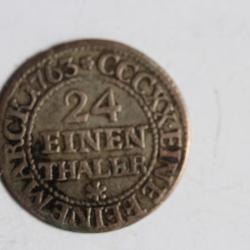 CCCXX·EINE·FEINE·MARCK·1763
24
EINEN
THALER